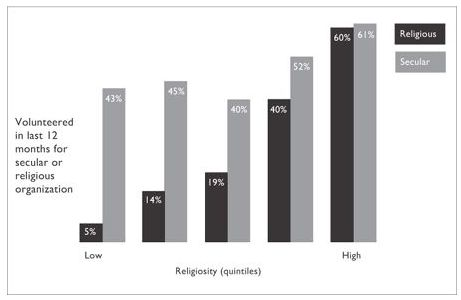 60%
61%
Religious
Secular
52%
43%
45%
40%
40%
Volunteered
in last 12
months for
secular or
religious
organization
19%
14%
5%
Low
High
Religiosity (quintiles)